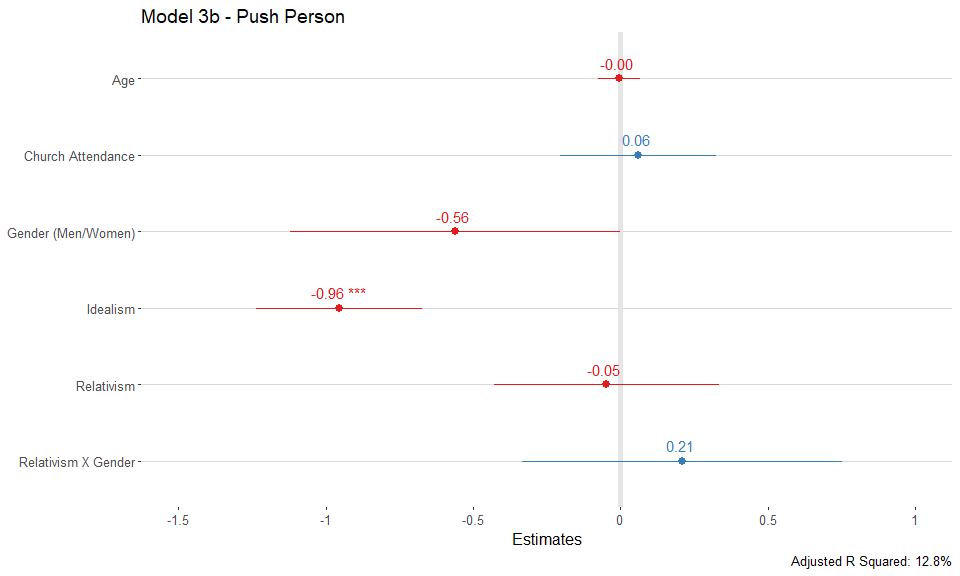 Model 3b - Push Person
Age
-0.00
Church Attendance
0.06
Gender (Men/Women)
-0.56
Idealism
-0.96 ***
Relativism
-0.05
Relativism X Gender
0.21
-1.5 -1 -0.5 0 0.5 1
Estimates
Adjusted R Squared: 12.8%